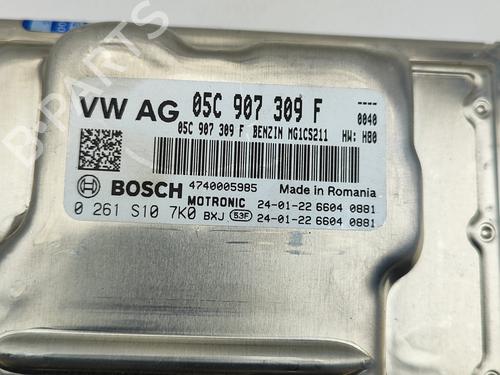 VW AG 05C 907 309 F ----
0040
05C 907 309 F BENZIN MG1CS211 HW: H80
BOSCH 4740005985 Made in Romania
MOTRONIC 24-01-22 6604 0881
0 261 S10 7K0 BXJ 53F 24-01-22 6604 0881
B-PARTS